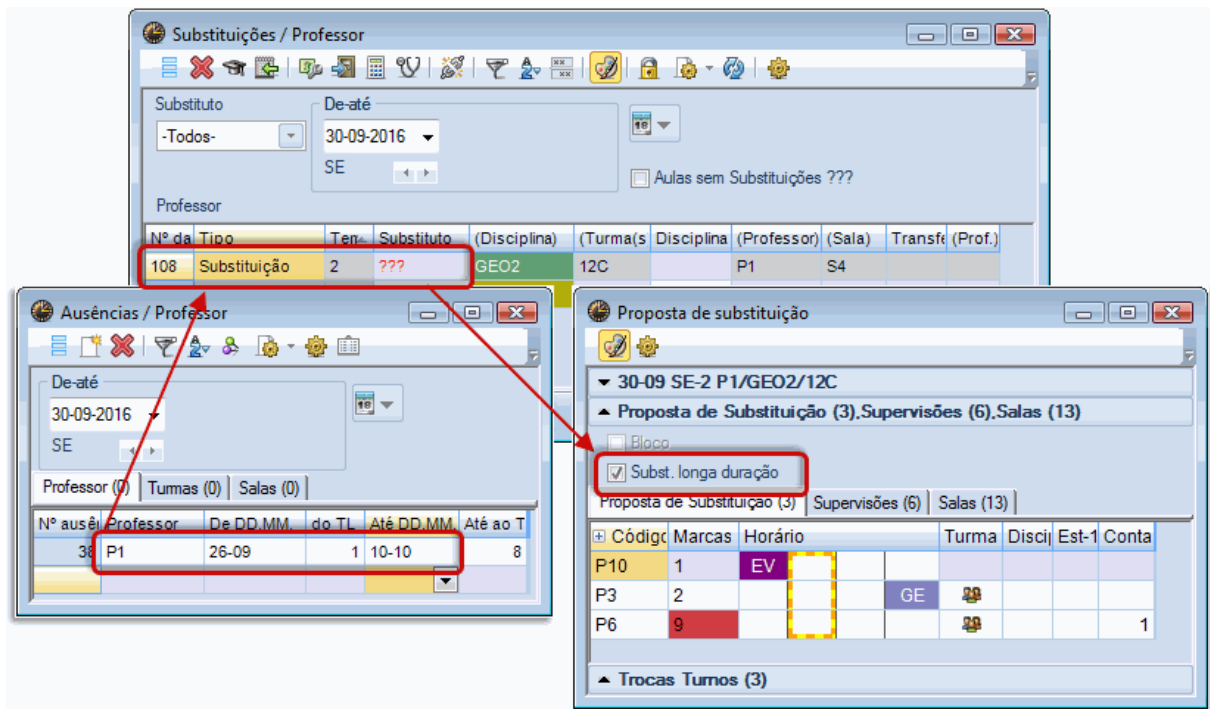 Substituições / Professor
Substituto
De-até
-Todos-
30-09-2016
SE
Aulas sem Substituições ???
Professor
Nº da Tipo Tem Substituto (Disciplina) (Turma(s Disciplina (Professor) (Sala) Transfe (Prof.)
108 Substituição 2 ??? GEO2 12C P1 S4
Ausências / Professor
De-até
30-09-2016
SE
Professor (0) Turmas (0) Salas (0)
Nº ausên Professor De DD.MM. do TL Até DD.MM. Até ao T
38 P1 26-09 1 10-10 8
Proposta de substituição
30-09 SE-2 P1/GEO2/12C
Proposta de Substituição (3),Supervisões (6),Salas (13)
Bloco
Subst. longa duração
Proposta de Substituição (3) Supervisões (6) Salas (13)
Código Marcas Horário Turma Discip Est-1 Conta
P10 1 EV
P3 2 GE
P6 9 1
Trocas Turnos (3)